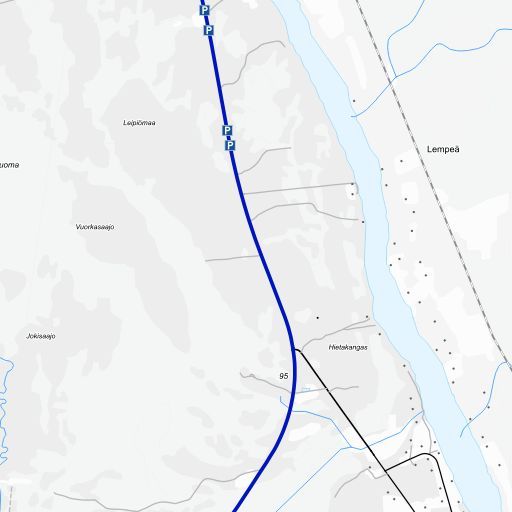 P
P
Leipiömaa
P
P
Lempeä
uoma
Vuorkasaajo
Jokisaajo
Hietakangas
95